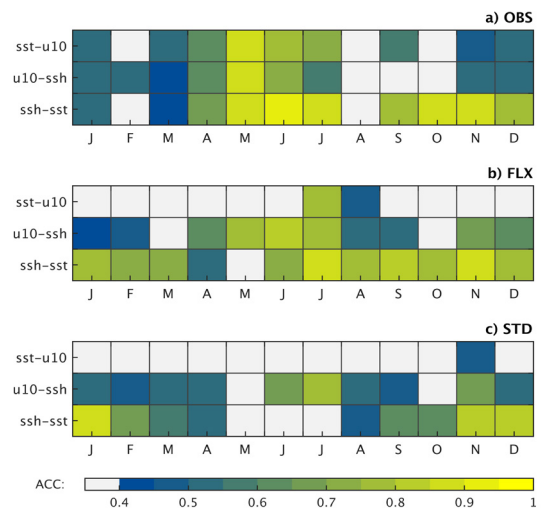 a) OBS
sst-u10
u10-ssh
ssh-sst
J F M A M J J A S O N D
b) FLX
sst-u10
u10-ssh
ssh-sst
J F M A M J J A S O N D
c) STD
sst-u10
u10-ssh
ssh-sst
J F M A M J J A S O N D
ACC:
0.4 0.5 0.6 0.7 0.8 0.9 1